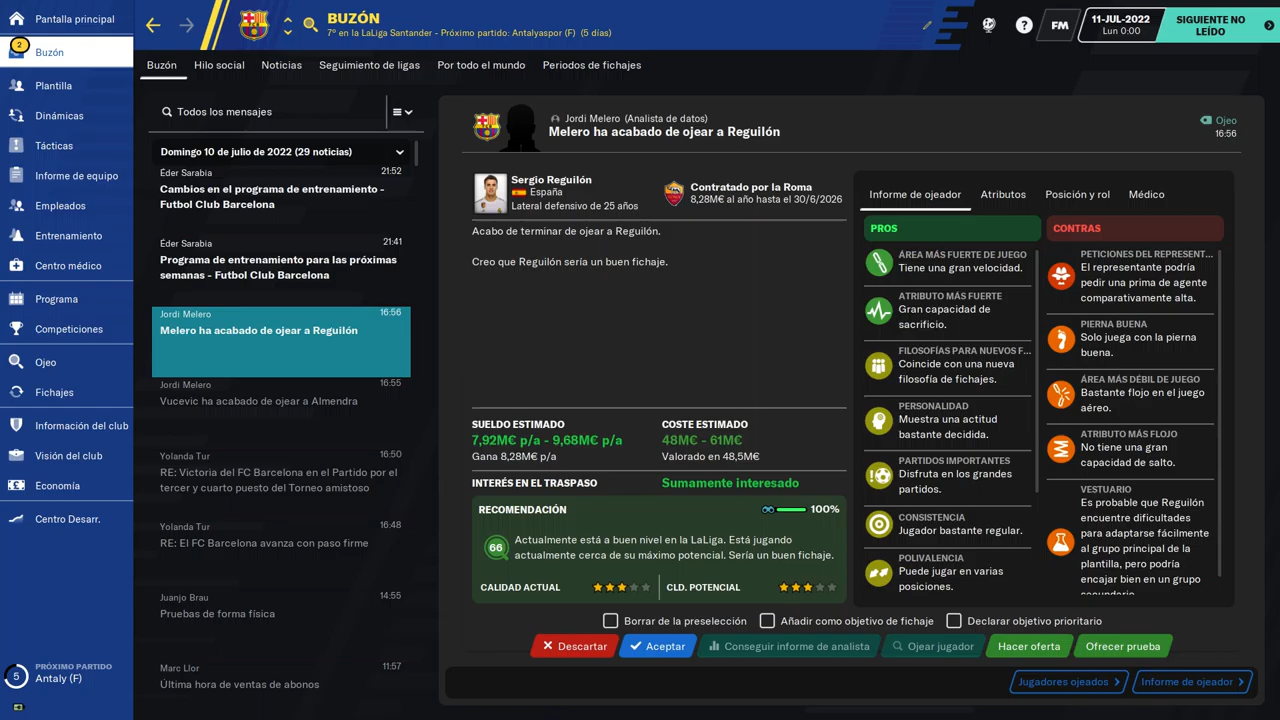 Pantalla principal
2
Buzón
Plantilla
Dinámicas
Tácticas
Informe de equipo
Empleados
Entrenamiento
Centro médico
Programa
Competiciones
Ojeo
Fichajes
Información del club
Visión del club
Economía
Centro Desarr.
5
PRÓXIMO PARTIDO
Antaly (F)
BUZÓN
7º en la LaLiga Santander - Próximo partido: Antalyaspor (F) (5 días)
?
FM
11-JUL-2022
Lun 0:00
SIGUIENTE NO LEÍDO
Buzón
Hilo social
Noticias
Seguimiento de ligas
Por todo el mundo
Periodos de fichajes
Todos los mensajes
Domingo 10 de julio de 2022 (29 noticias)
Éder Sarabia 21:52
Cambios en el programa de entrenamiento -
Futbol Club Barcelona
Éder Sarabia 21:41
Programa de entrenamiento para las próximas
semanas - Futbol Club Barcelona
Jordi Melero 16:56
Melero ha acabado de ojear a Reguilón
Jordi Melero 16:55
Vucevic ha acabado de ojear a Almendra
Yolanda Tur 16:50
RE: Victoria del FC Barcelona en el Partido por el
tercer y cuarto puesto del Torneo amistoso
Yolanda Tur 16:48
RE: El FC Barcelona avanza con paso firme
Juanjo Brau 14:55
Pruebas de forma física
Marc Llor 11:57
Última hora de ventas de abonos
Jordi Melero (Analista de datos)
Melero ha acabado de ojear a Reguilón
Ojeo
16:56
Sergio Reguilón
España
Lateral defensivo de 25 años
Contratado por la Roma
8,28M€ al año hasta el 30/6/2026
Acabo de terminar de ojear a Reguilón.
Creo que Reguilón sería un buen fichaje.
SUELDO ESTIMADO
7,92M€ p/a - 9,68M€ p/a
Gana 8,28M€ p/a
COSTE ESTIMADO
48M€ - 61M€
Valorado en 48,5M€
INTERÉS EN EL TRASPASO
Sumamente interesado
RECOMENDACIÓN
100%
66
Actualmente está a buen nivel en la LaLiga. Está jugando
actualmente cerca de su máximo potencial. Sería un buen fichaje.
CALIDAD ACTUAL
CLD. POTENCIAL
Informe de ojeador
Atributos
Posición y rol
Médico
PROS
ÁREA MÁS FUERTE DE JUEGO
Tiene una gran velocidad.
ATRIBUTO MÁS FUERTE
Gran capacidad de
sacrificio.
FILOSOFÍAS PARA NUEVOS F...
Coincide con una nueva
filosofía de fichajes.
PERSONALIDAD
Muestra una actitud
bastante decidida.
PARTIDOS IMPORTANTES
Disfruta en los grandes
partidos.
CONSISTENCIA
Jugador bastante regular.
POLIVALENCIA
Puede jugar en varias
posiciones.
CONTRAS
PETICIONES DEL REPRESENT...
El representante podría
pedir una prima de agente
comparativamente alta.
PIERNA BUENA
Solo juega con la pierna
buena.
ÁREA MÁS DÉBIL DE JUEGO
Bastante flojo en el juego
aéreo.
ATRIBUTO MÁS FLOJO
No tiene una gran
capacidad de salto.
VESTUARIO
Es probable que Reguilón
encuentre dificultades
para adaptarse fácilmente
al grupo principal de la
plantilla, pero podría
encajar bien en un grupo
secundario.
Borrar de la preselección
Añadir como objetivo de fichaje
Declarar objetivo prioritario
Descartar
Aceptar
Conseguir informe de analista
Ojear jugador
Hacer oferta
Ofrecer prueba
Jugadores ojeados
Informe de ojeador